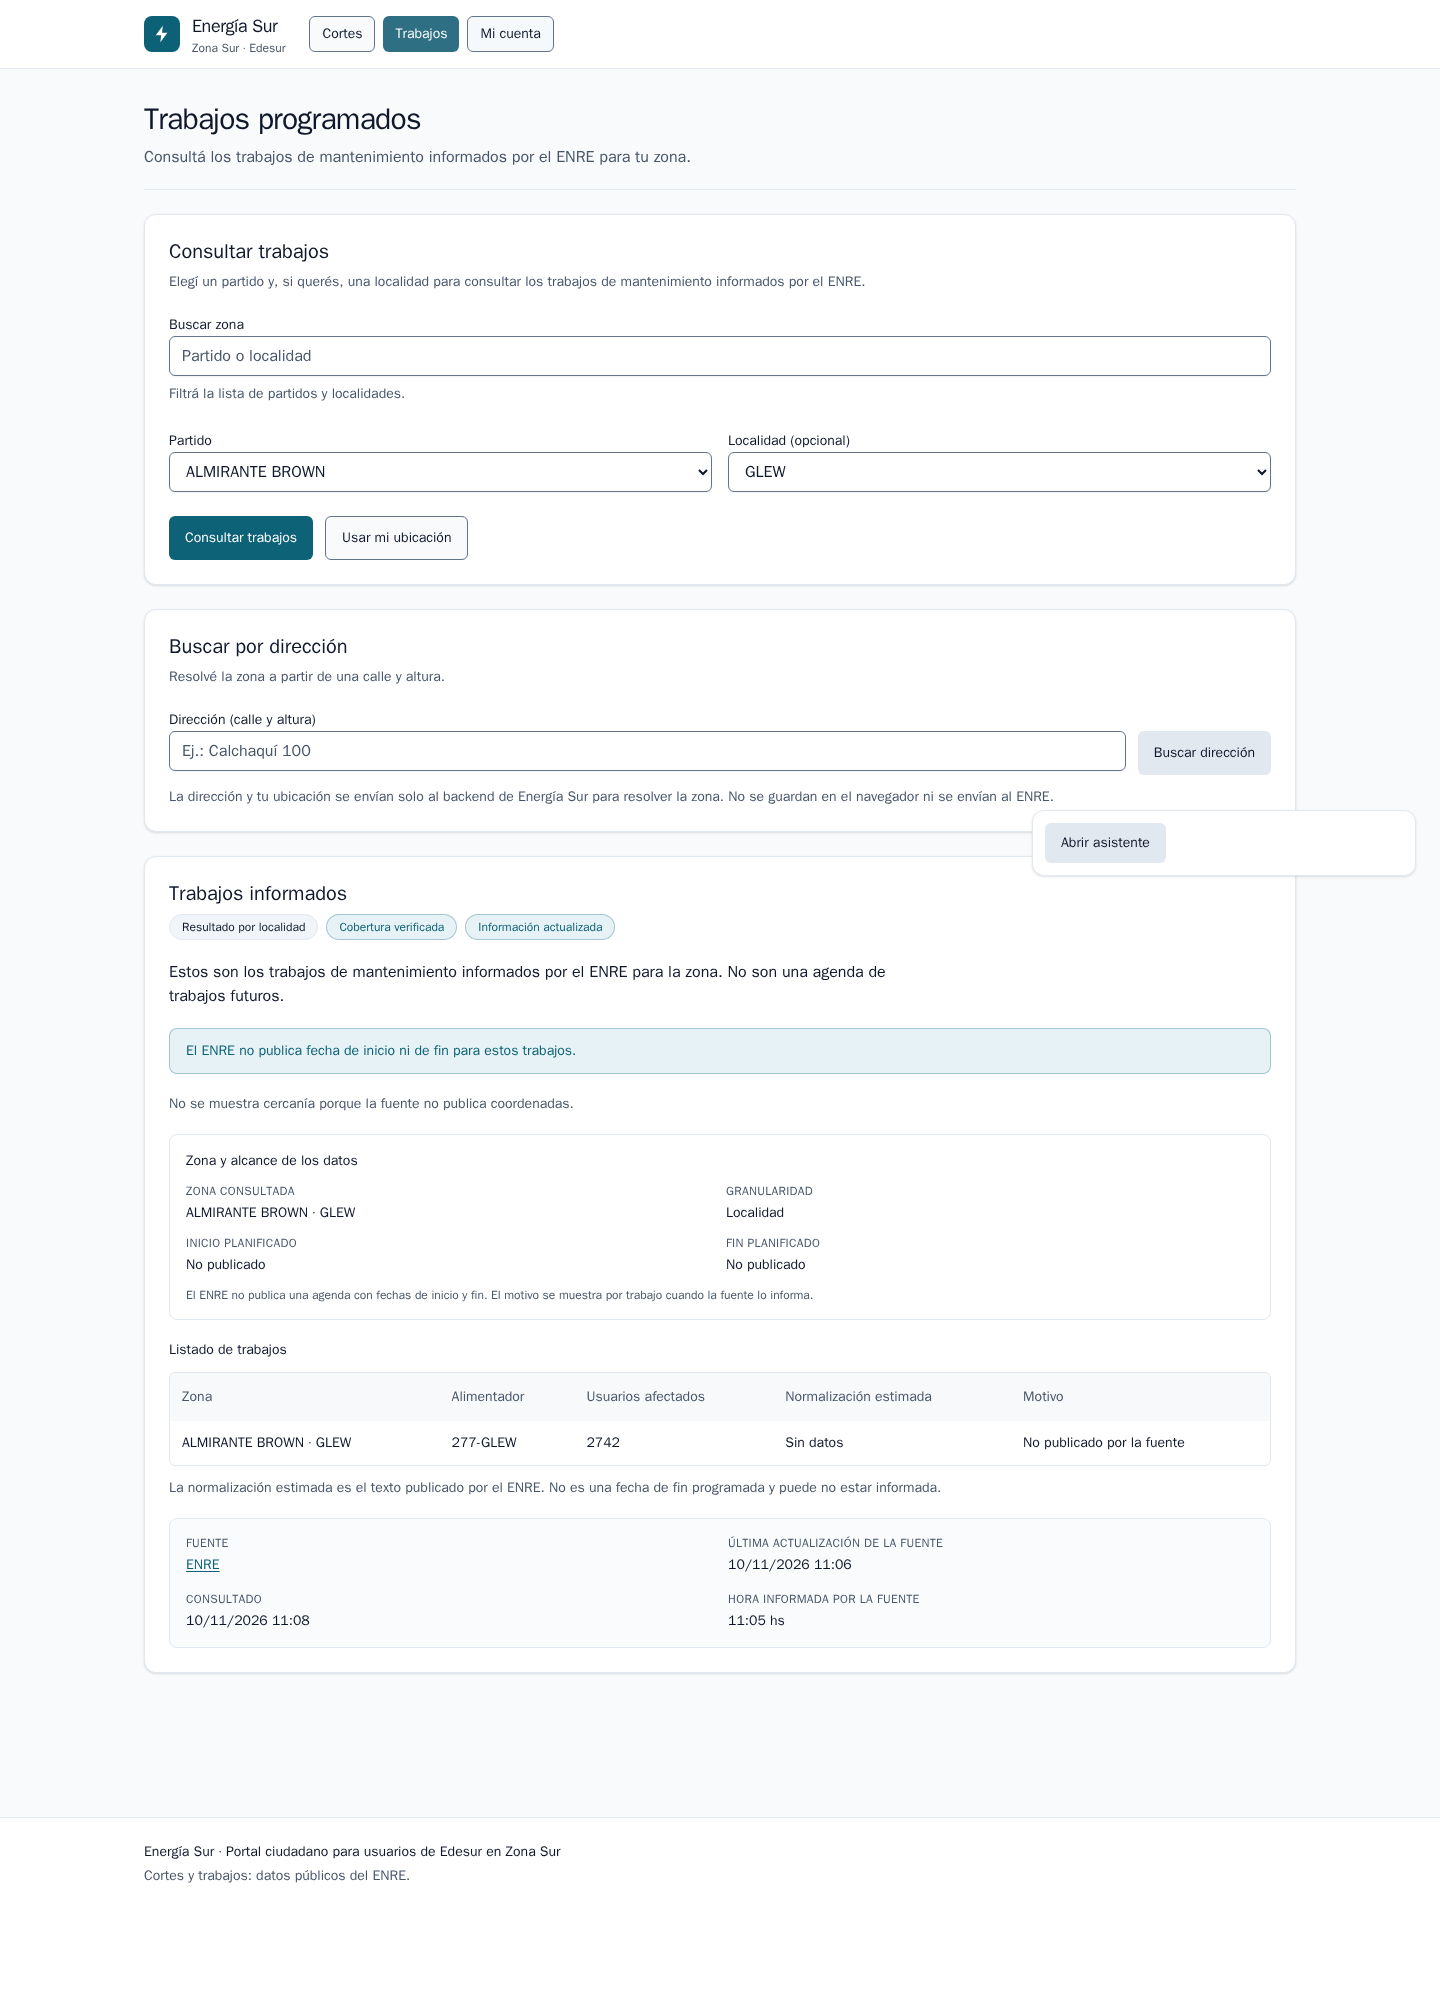 Energía Sur
Zona Sur · Edesur
Cortes
Trabajos
Mi cuenta
Trabajos programados
Consultá los trabajos de mantenimiento informados por el ENRE para tu zona.
Consultar trabajos
Elegí un partido y, si querés, una localidad para consultar los trabajos de mantenimiento informados por el ENRE.
Buscar zona
Partido o localidad
Filtrá la lista de partidos y localidades.
Partido
Localidad (opcional)
ALMIRANTE BROWN
GLEW
Consultar trabajos
Usar mi ubicación
Buscar por dirección
Resolvé la zona a partir de una calle y altura.
Dirección (calle y altura)
Ej.: Calchaquí 100
Buscar dirección
La dirección y tu ubicación se envían solo al backend de Energía Sur para resolver la zona. No se guardan en el navegador ni se envían al ENRE.
Abrir asistente
Trabajos informados
Resultado por localidad
Cobertura verificada
Información actualizada
Estos son los trabajos de mantenimiento informados por el ENRE para la zona. No son una agenda de
trabajos futuros.
El ENRE no publica fecha de inicio ni de fin para estos trabajos.
No se muestra cercanía porque la fuente no publica coordenadas.
Zona y alcance de los datos
ZONA CONSULTADA
GRANULARIDAD
ALMIRANTE BROWN · GLEW
Localidad
INICIO PLANIFICADO
FIN PLANIFICADO
No publicado
No publicado
El ENRE no publica una agenda con fechas de inicio y fin. El motivo se muestra por trabajo cuando la fuente lo informa.
Listado de trabajos
Zona
Alimentador
Usuarios afectados
Normalización estimada
Motivo
ALMIRANTE BROWN · GLEW
277-GLEW
2742
Sin datos
No publicado por la fuente
La normalización estimada es el texto publicado por el ENRE. No es una fecha de fin programada y puede no estar informada.
FUENTE
ÚLTIMA ACTUALIZACIÓN DE LA FUENTE
ENRE
10/11/2026 11:06
CONSULTADO
HORA INFORMADA POR LA FUENTE
10/11/2026 11:08
11:05 hs
Energía Sur · Portal ciudadano para usuarios de Edesur en Zona Sur
Cortes y trabajos: datos públicos del ENRE.